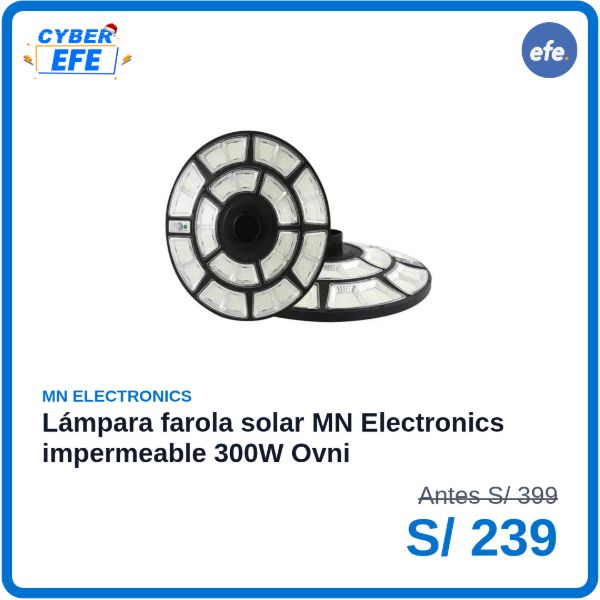 CYBER
EFE
efe.
MN ELECTRONICS
Lámpara farola solar MN Electronics
impermeable 300W Ovni
Antes S/ 399
S/ 239